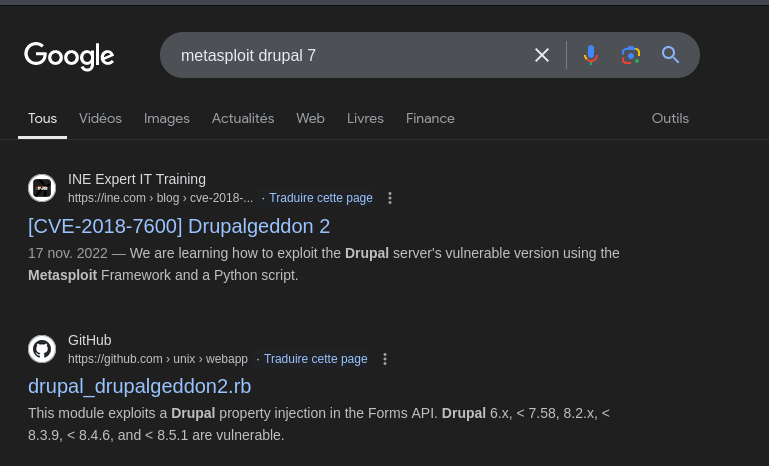 Google
metasploit drupal 7
Tous Vidéos Images Actualités Web Livres Finance Outils
INE Expert IT Training
https://ine.com › blog › cve-2018-... · Traduire cette page
[CVE-2018-7600] Drupalgeddon 2
17 nov. 2022 — We are learning how to exploit the Drupal server's vulnerable version using the
Metasploit Framework and a Python script.
GitHub
https://github.com › unix › webapp · Traduire cette page
drupal_drupalgeddon2.rb
This module exploits a Drupal property injection in the Forms API. Drupal 6.x, < 7.58, 8.2.x, <
8.3.9, < 8.4.6, and < 8.5.1 are vulnerable.